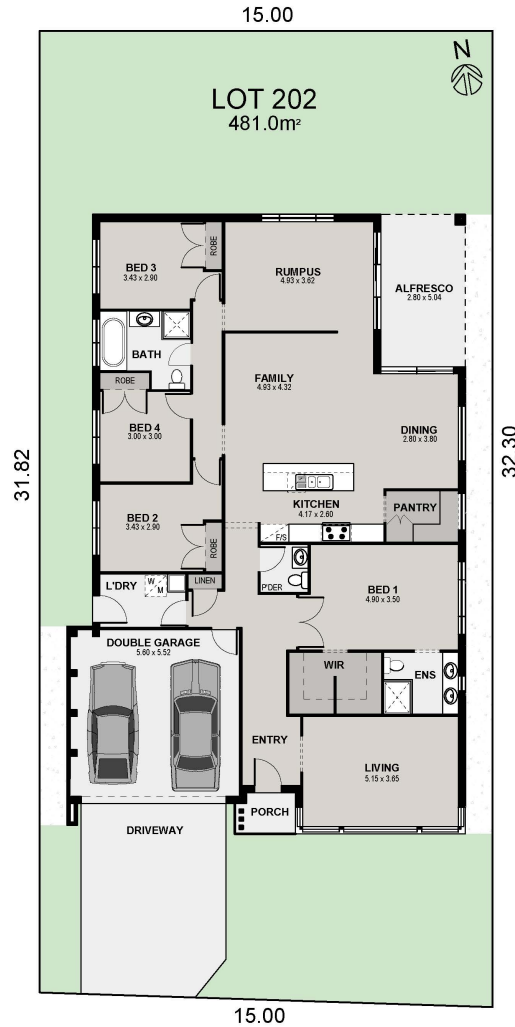 15.00
N
LOT 202
481.0m²
BED 3
3.43 x 2.90
ROBE
RUMPUS
4.93 x 3.62
ALFRESCO
2.80 x 5.04
BATH
ROBE
FAMILY
4.93 x 4.32
BED 4
3.00 x 3.00
DINING
2.80 x 3.80
31.82
32.30
KITCHEN
4.17 x 2.60
PANTRY
BED 2
3.43 x 2.90
ROBE
F/S
P'DER
BED 1
4.90 x 3.50
L'DRY
W
M
LINEN
DOUBLE GARAGE
5.60 x 5.52
WIR
ENS
ENTRY
LIVING
5.15 x 3.65
PORCH
DRIVEWAY
15.00